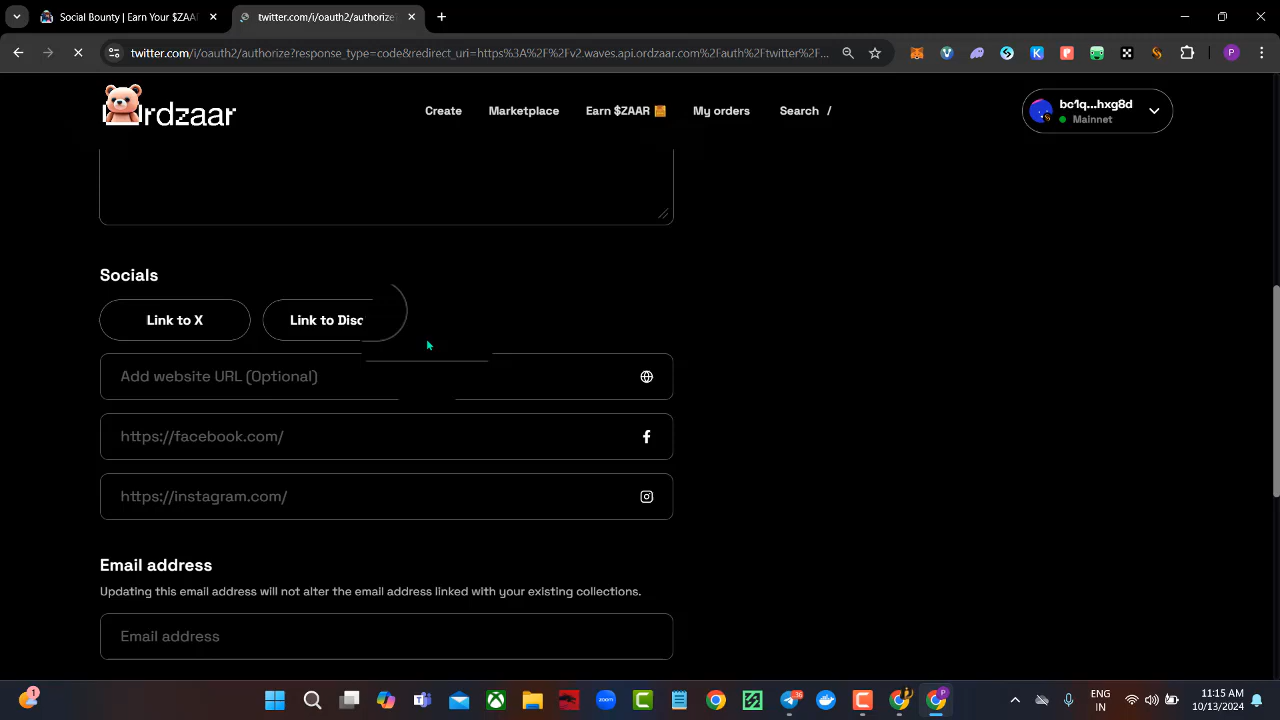 Social Bounty | Earn Your $ZAA
twitter.com/i/oauth2/authorize?
twitter.com/i/oauth2/authorize?response_type=code&redirect_uri=https%3A%2F%2Fv2.waves.api.ordzaar.com%2Fauth%2Ftwitter%2F...
P
rdzaar
Create
Marketplace
Earn $ZAAR
My orders
Search /
bc1q...hxg8d
Mainnet
Socials
Link to X
Link to Disc
Add website URL (Optional)
https://facebook.com/
https://instagram.com/
Email address
Updating this email address will not alter the email address linked with your existing collections.
Email address
1
zoom
36
P
ENG
IN
11:15 AM
10/13/2024